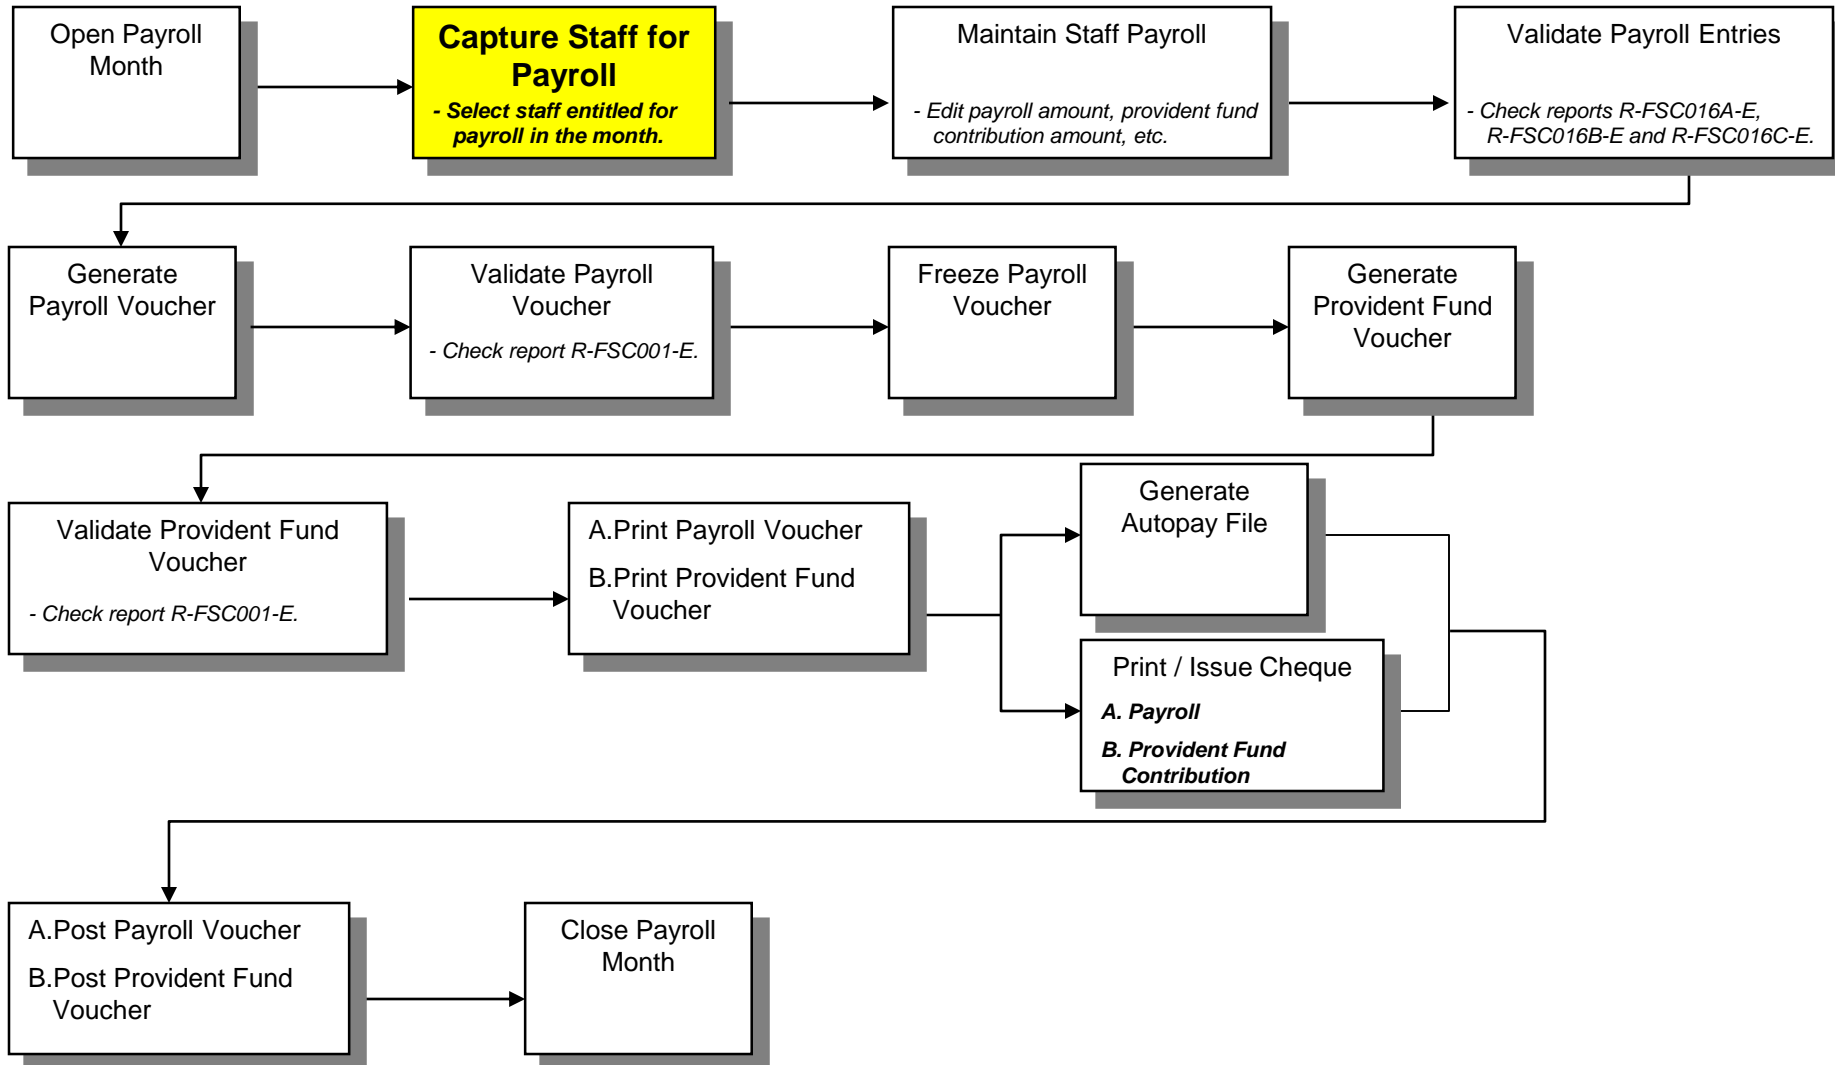 Open Payroll
Month
Capture Staff for
Payroll
- Select staff entitled for
payroll in the month.
Maintain Staff Payroll
- Edit payroll amount, provident fund
contribution amount, etc.
Validate Payroll Entries
- Check reports R-FSC016A-E,
R-FSC016B-E and R-FSC016C-E.
Generate
Payroll Voucher
Validate Payroll
Voucher
- Check report R-FSC001-E.
Freeze Payroll
Voucher
Generate
Provident Fund
Voucher
Validate Provident Fund
Voucher
- Check report R-FSC001-E.
A.Print Payroll Voucher
B.Print Provident Fund
Voucher
Generate
Autopay File
Print / Issue Cheque
A. Payroll
B. Provident Fund
Contribution
A.Post Payroll Voucher
B.Post Provident Fund
Voucher
Close Payroll
Month